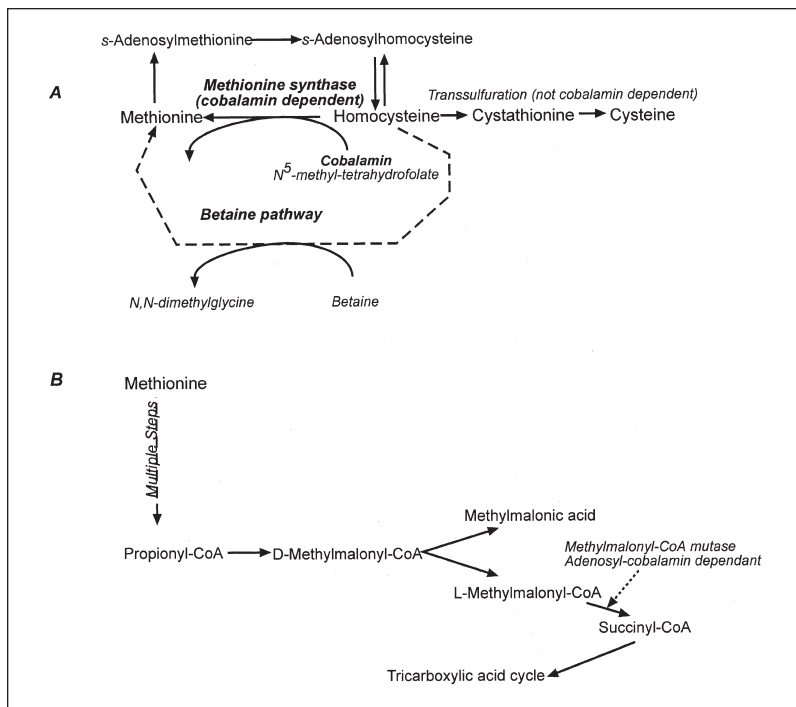 s-Adenosylmethionine s-Adenosylhomocysteine
A
Methionine synthase
(cobalamin dependent)
Transsulfuration (not cobalamin dependent)
Methionine Homocysteine Cystathionine Cysteine
Cobalamin
N5-methyl-tetrahydrofolate
Betaine pathway
N,N-dimethylglycine Betaine
B
Methionine
Multiple Steps
Methylmalonic acid
Propionyl-CoA D-Methylmalonyl-CoA
Methylmalonyl-CoA mutase
Adenosyl-cobalamin dependant
L-Methylmalonyl-CoA
Succinyl-CoA
Tricarboxylic acid cycle